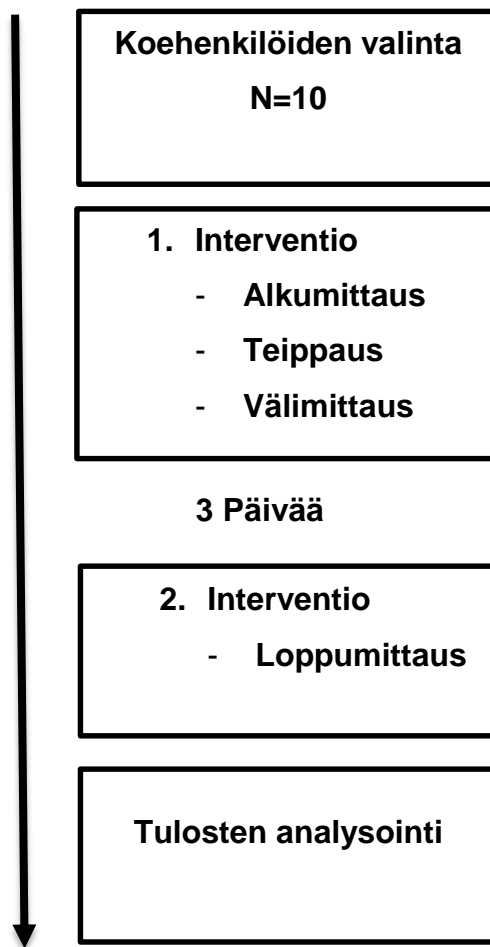 Koehenkilöiden valinta
N=10
1. Interventio
- Alkumittaus
- Teippaus
- Välimittaus
3 Päivää
2. Interventio
- Loppumittaus
Tulosten analysointi